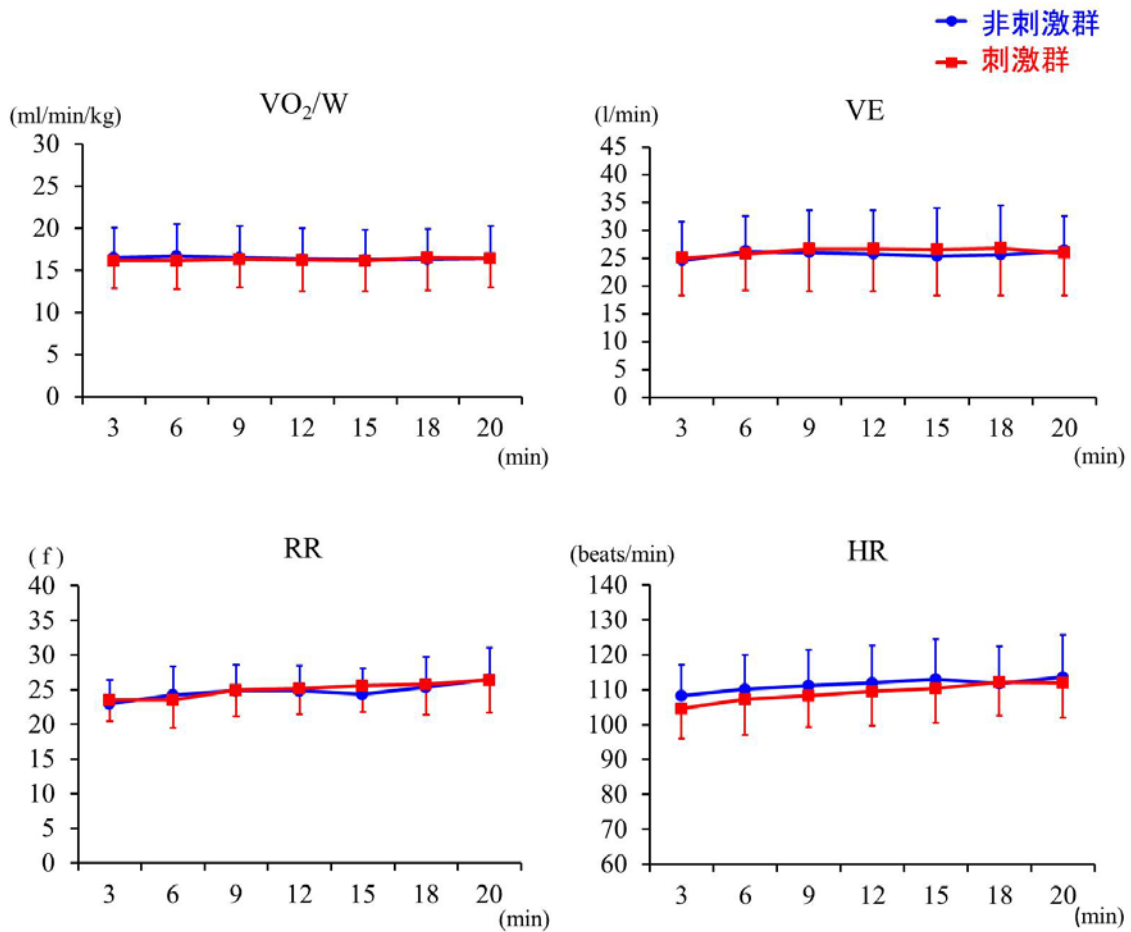 非刺激群
刺激群
VO₂/W
(ml/min/kg)
30
25
20
15
10
5
0
3 6 9 12 15 18 20
(min)
VE
(l/min)
45
40
35
30
25
20
15
10
5
0
3 6 9 12 15 18 20
(min)
RR
( f )
40
35
30
25
20
15
10
5
0
3 6 9 12 15 18 20
(min)
HR
(beats/min)
140
130
120
110
100
90
80
70
60
3 6 9 12 15 18 20
(min)